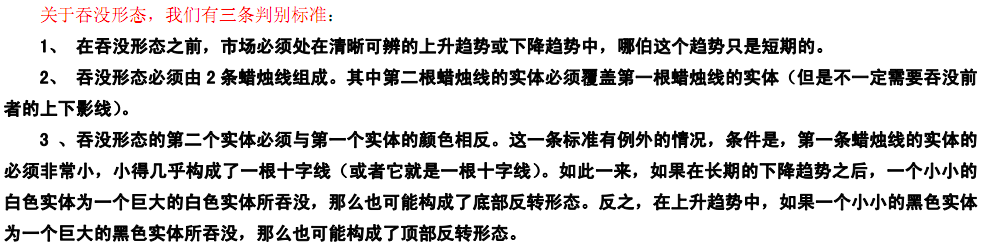 关于吞没形态，我们有三条判别标准：
1、 在吞没形态之前，市场必须处在清晰可辨的上升趋势或下降趋势中，哪伯这个趋势只是短期的。
2、 吞没形态必须由 2 条蜡烛线组成。其中第二根蜡烛线的实体必须覆盖第一根蜡烛线的实体（但是不一定需要吞没前
者的上下影线）。
3 、吞没形态的第二个实体必须与第一个实体的颜色相反。这一条标准有例外的情况，条件是，第一条蜡烛线的实体的
必须非常小，小得几乎构成了一根十字线（或者它就是一根十字线）。如此一来，如果在长期的下降趋势之后，一个小小的
白色实体为一个巨大的白色实体所吞没，那么也可能构成了底部反转形态。反之，在上升趋势中，如果一个小小的黑色实体
为一个巨大的黑色实体所吞没，那么也可能构成了顶部反转形态。